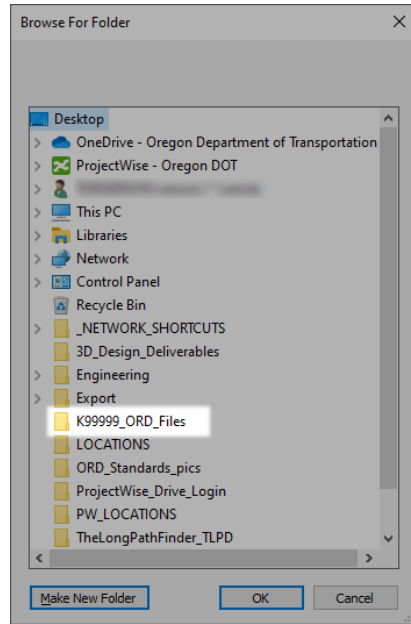 Browse For Folder
Desktop
OneDrive - Oregon Department of Transportation
ProjectWise - Oregon DOT
This PC
Libraries
Network
Control Panel
Recycle Bin
_NETWORK_SHORTCUTS
3D_Design_Deliverables
Engineering
Export
K99999_ORD_Files
LOCATIONS
ORD_Standards_pics
ProjectWise_Drive_Login
PW_LOCATIONS
TheLongPathFinder_TLPD
Make New Folder OK Cancel